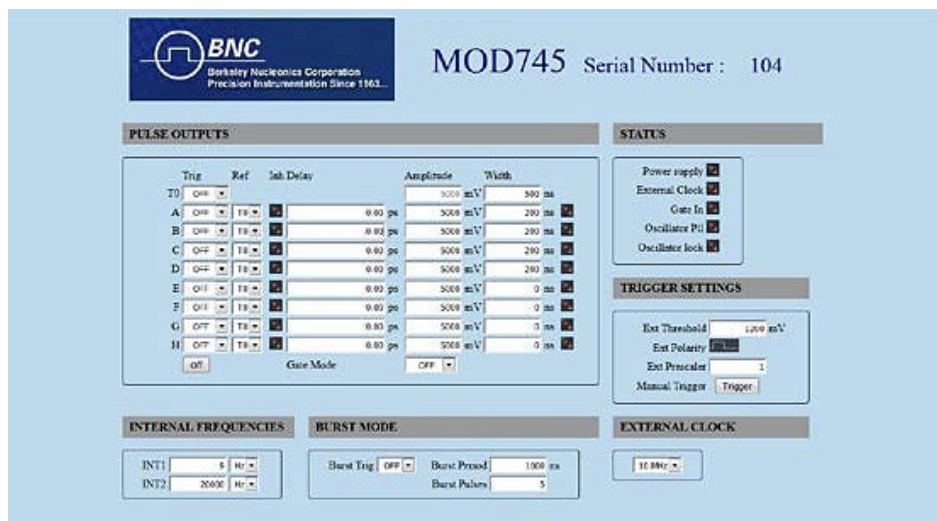 BNC
Berkeley Nucleonics Corporation
Precision Instrumentation Since 1963...
MOD745 Serial Number : 104
PULSE OUTPUTS
Trig Ref Inh Delay Amplitude Width
T0 OFF 5000 mV 500 ns
A OFF T0 0.00 ps 5000 mV 200 ns
B OFF T0 0.00 ps 5000 mV 200 ns
C OFF T0 0.00 ps 5000 mV 200 ns
D OFF T0 0.00 ps 5000 mV 200 ns
E OFF T0 0.00 ps 5000 mV 0 ns
F OFF T0 0.00 ps 5000 mV 0 ns
G OFF T0 0.00 ps 5000 mV 0 ns
H OFF T0 0.00 ps 5000 mV 0 ns
Off Gate Mode OFF
STATUS
Power supply
External Clock
Gate In
Oscillator Pll
Oscillator lock
TRIGGER SETTINGS
Ext Threshold 1200 mV
Ext Polarity
Ext Prescaler 1
Manual Trigger Trigger
INTERNAL FREQUENCIES
INT1 5 Hz
INT2 20000 Hz
BURST MODE
Burst Trig OFF Burst Period 1000 ns
Burst Pulses 5
EXTERNAL CLOCK
10 MHz